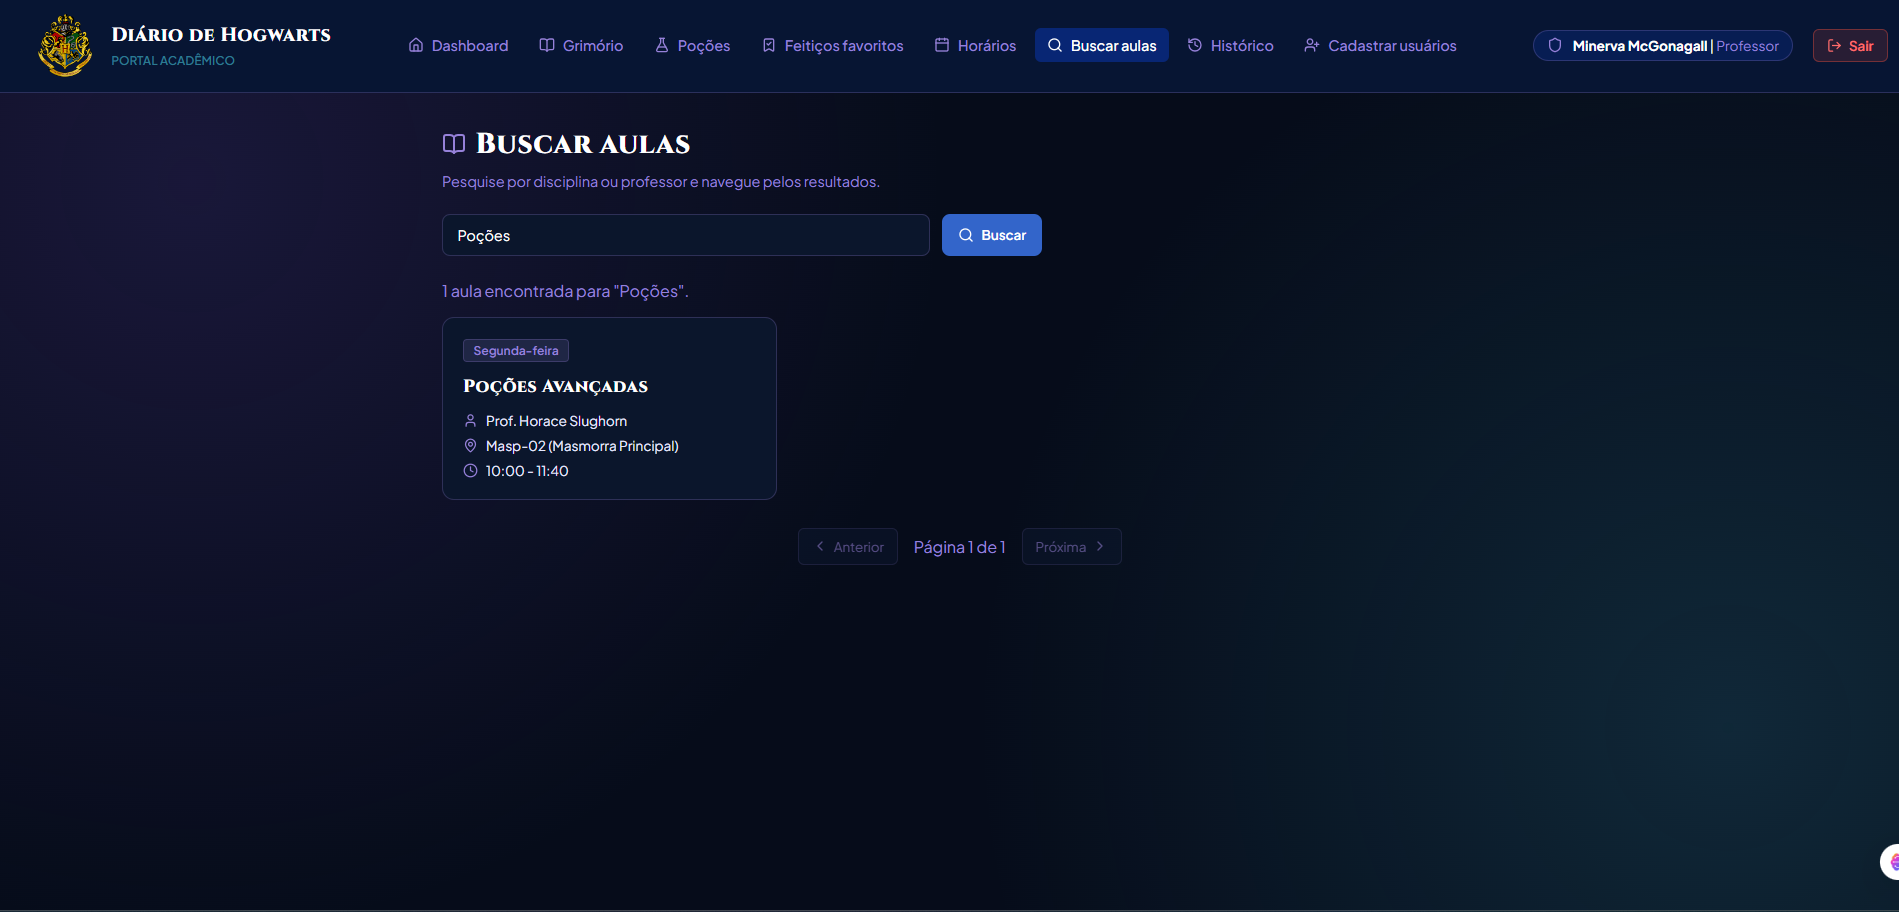 Diário de Hogwarts
PORTAL ACADÊMICO
Dashboard
Grimório
Poções
Feitiços favoritos
Horários
Buscar aulas
Histórico
Cadastrar usuários
Minerva McGonagall | Professor
Sair
Buscar aulas
Pesquise por disciplina ou professor e navegue pelos resultados.
Poções
Buscar
1 aula encontrada para "Poções".
Segunda-feira
Poções Avançadas
Prof. Horace Slughorn
Masp-02 (Masmorra Principal)
10:00 - 11:40
Anterior
Página 1 de 1
Próxima